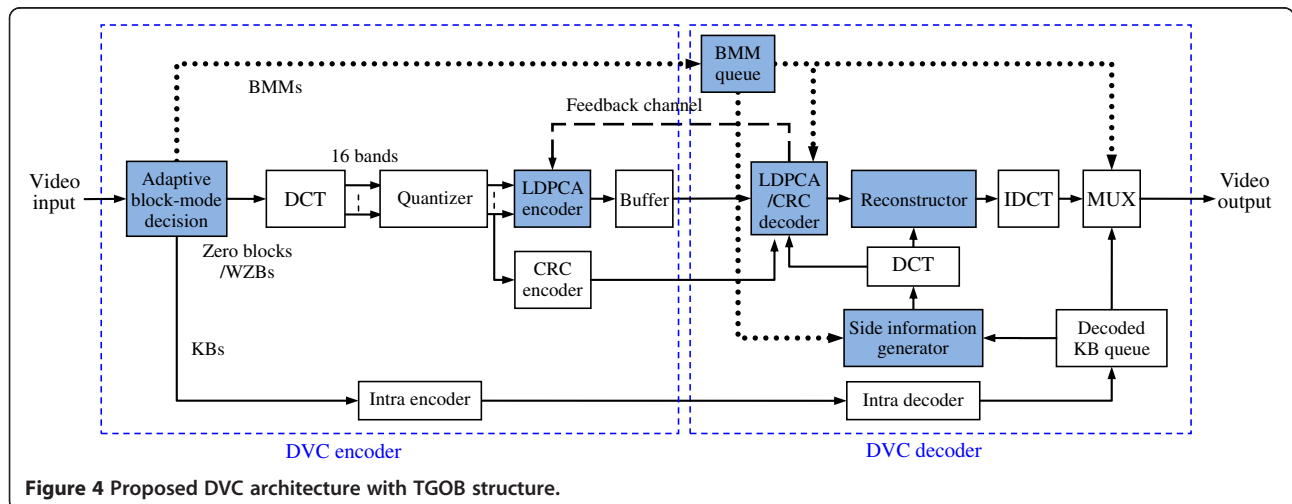 BMM
queue
BMMs
Feedback channel
16 bands
Video
input
Adaptive
block-mode
decision
DCT
Quantizer
LDPCA
encoder
Buffer
LDPCA
/CRC
decoder
Reconstructor
IDCT
MUX
Video
output
Zero blocks
/WZBs
CRC
encoder
DCT
Side information
generator
Decoded
KB queue
KBs
Intra encoder
Intra decoder
DVC encoder
DVC decoder
Figure 4 Proposed DVC architecture with TGOB structure.